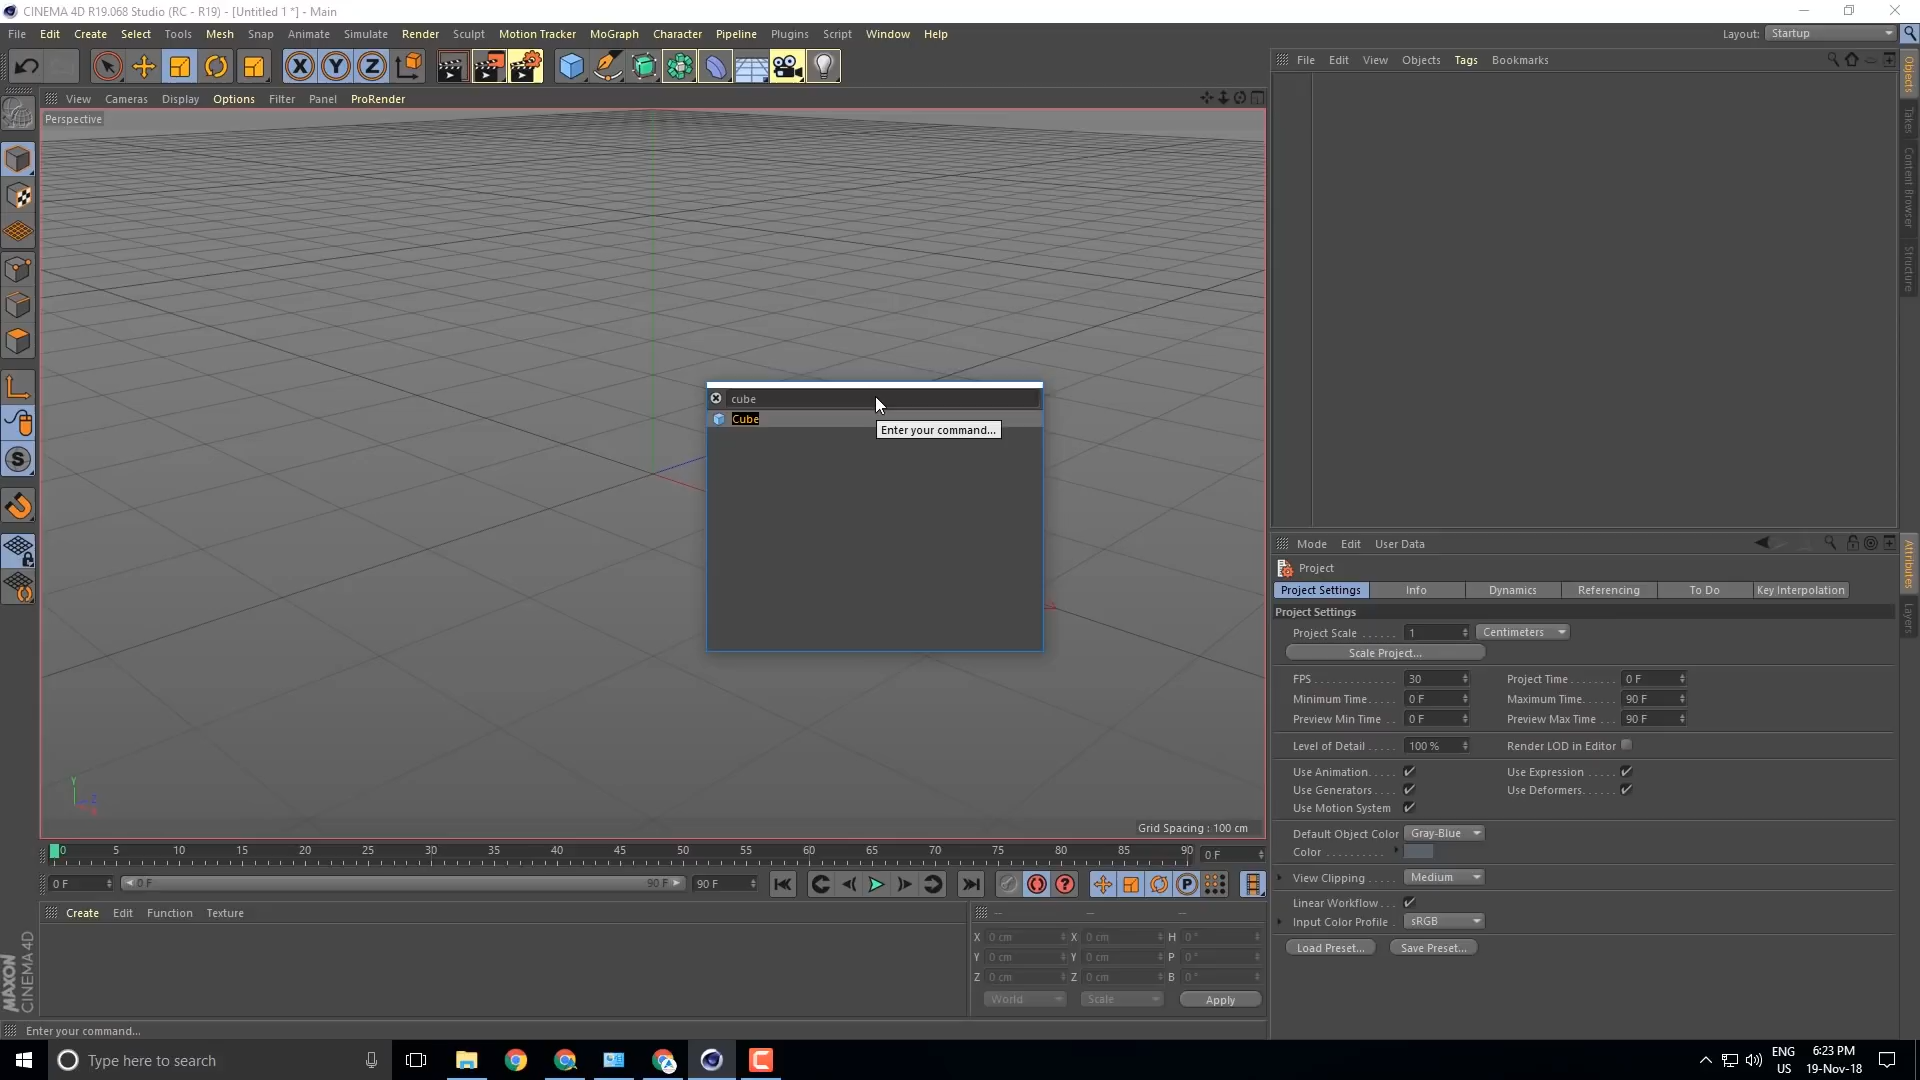 CINEMA 4D R19.068 Studio (RC - R19) - [Untitled 1 *] - Main
File Edit Create Select Tools Mesh Snap Animate Simulate Render Sculpt Motion Tracker MoGraph Character Pipeline Plugins Script Window Help
Layout: Startup
X Y Z
File Edit View Objects Tags Bookmarks
View Cameras Display Options Filter Panel ProRender
Perspective
Objects
Takes
Content Browser
Structure
cube
Cube
Enter your command...
Grid Spacing : 100 cm
Mode Edit User Data
Project
Project Settings Info Dynamics Referencing To Do Key Interpolation
Project Settings
Project Scale ...... 1 Centimeters
Scale Project...
FPS .............. 30 Project Time ....... 0 F
Minimum Time..... 0 F Maximum Time..... 90 F
Preview Min Time .. 0 F Preview Max Time ... 90 F
Level of Detail ..... 100 % Render LOD in Editor
Use Animation..... Use Expression .....
Use Generators .... Use Deformers......
Use Motion System
Default Object Color Gray-Blue
Color ..........
View Clipping ..... Medium
Linear Workflow...
Input Color Profile . sRGB
Load Preset... Save Preset...
Attributes
Layers
0 5 10 15 20 25 30 35 40 45 50 55 60 65 70 75 80 85 90 0 F
0 F 0 F 90 F 90 F
Create Edit Function Texture
-- -- --
X 0 cm X 0 cm H 0 °
Y 0 cm Y 0 cm P 0 °
Z 0 cm Z 0 cm B 0 °
World Scale Apply
MAXON CINEMA 4D
Enter your command...
Type here to search
ENG US
6:23 PM
19-Nov-18